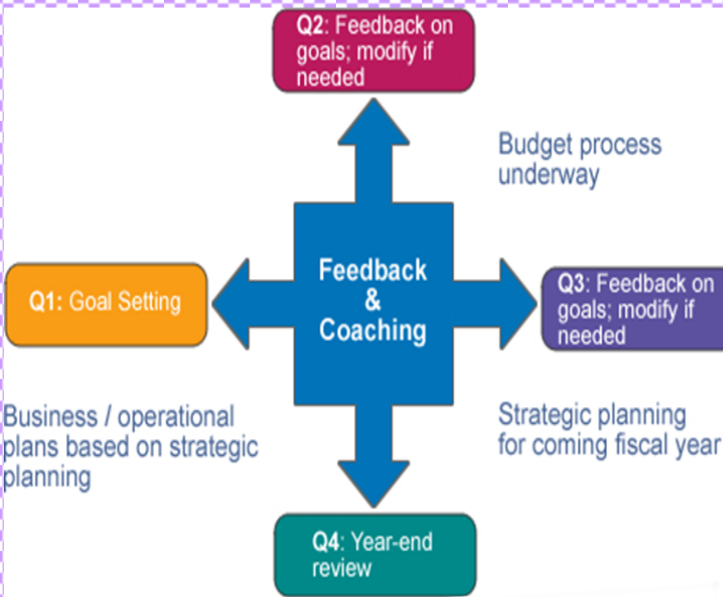 Q2: Feedback on
goals; modify if
needed
Budget process
underway
Feedback
&
Coaching
Q1: Goal Setting
Q3: Feedback on
goals; modify if
needed
Business / operational
plans based on strategic
planning
Strategic planning
for coming fiscal year
Q4: Year-end
review